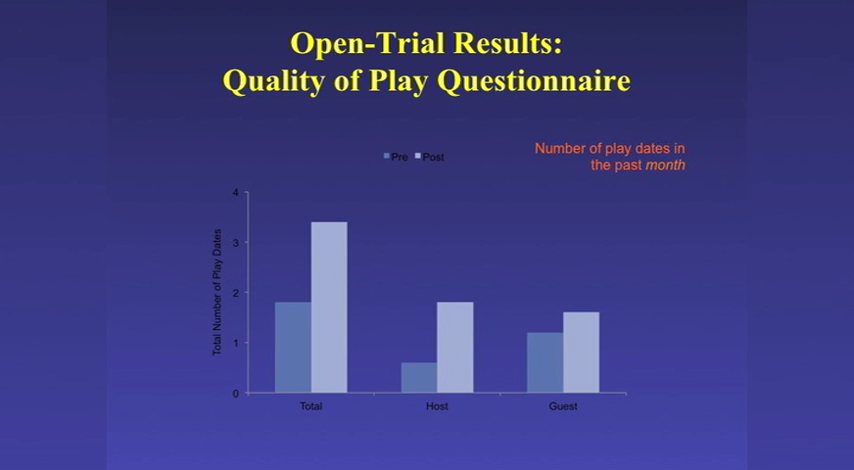 Open-Trial Results:
Quality of Play Questionnaire
Number of play dates in
the past month
Pre Post
4
3
2
1
0
Total Number of Play Dates
Total Host Guest